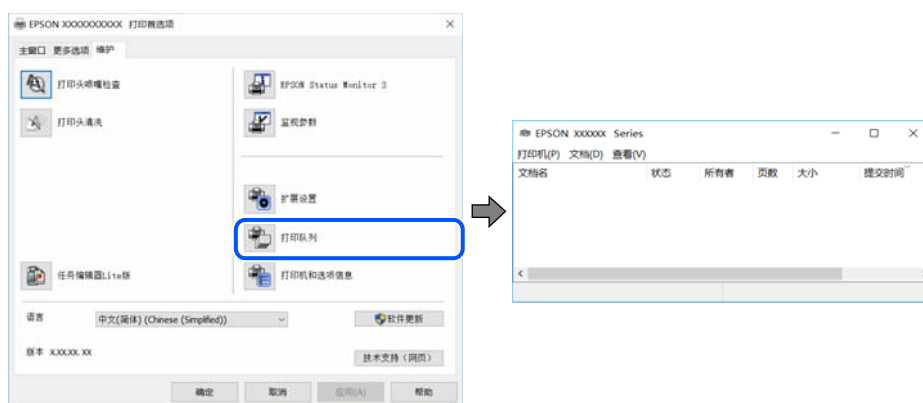 EPSON XXXXXXXXXXX 打印首选项
主窗口 更多选项 维护
打印头喷嘴检查
EPSON Status Monitor 3
打印头清洗
监视参数
扩展设置
打印队列
任务编辑器Lite版
打印机和选项信息
语言 中文(简体) (Chinese (Simplified))
软件更新
版本 X.XX.XX. XX
技术支持（网页）
确定 取消 应用(A) 帮助
EPSON XXXXXX Series
打印机(P) 文档(D) 查看(V)
文档名 状态 所有者 页数 大小 提交时间